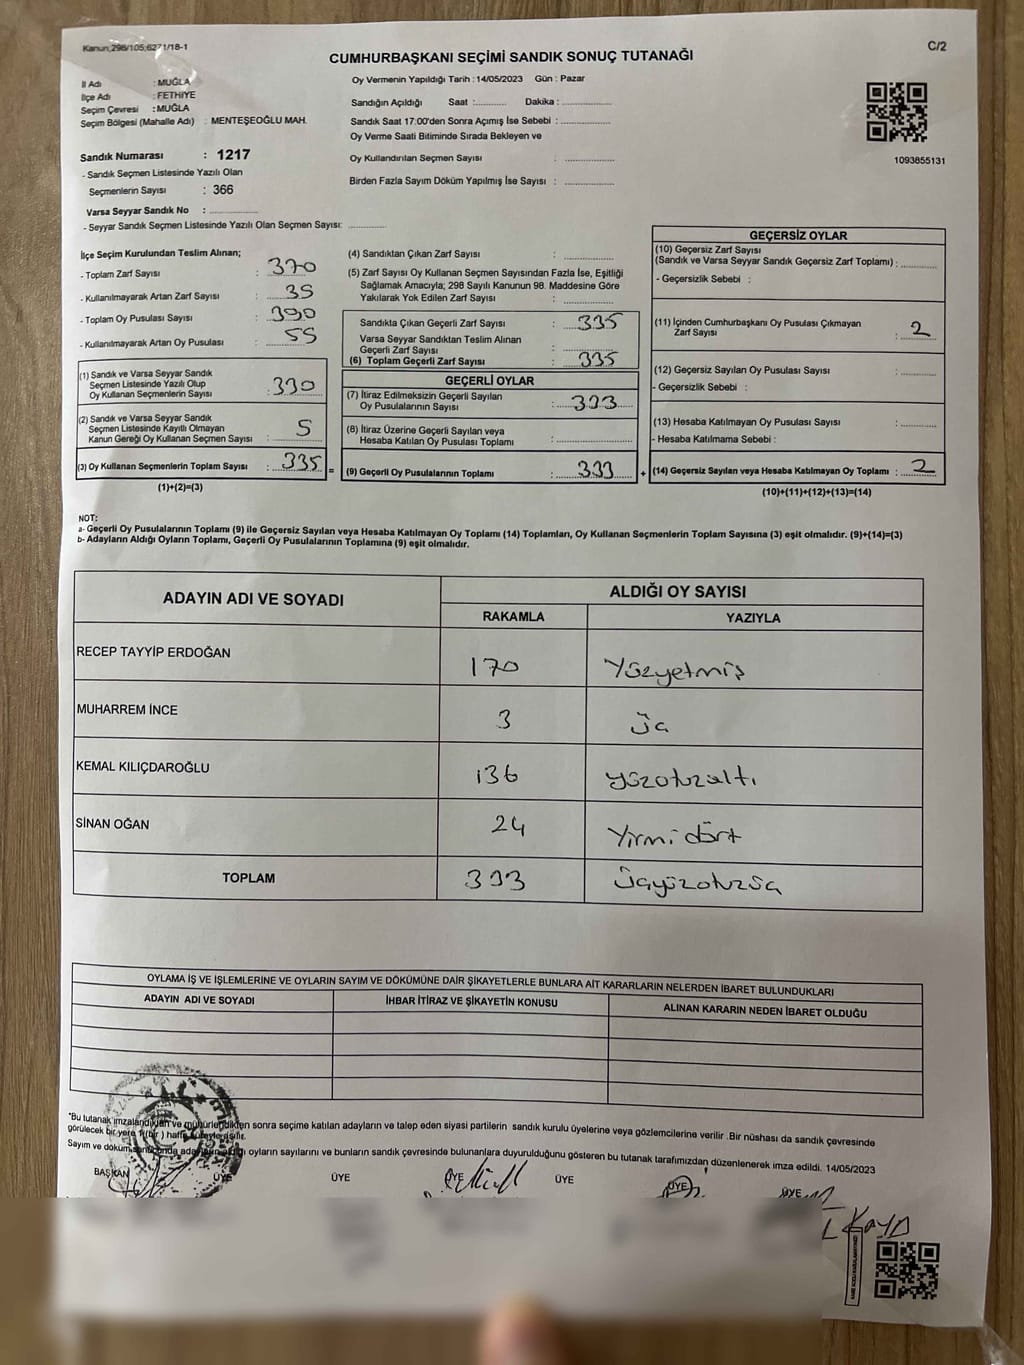 Kanun;298/105;6271/18-1
C/2
CUMHURBAŞKANI SEÇİMİ SANDIK SONUÇ TUTANAĞI
İl Adı : MUĞLA
İlçe Adı : FETHİYE
Seçim Çevresi : MUĞLA
Seçim Bölgesi (Mahalle Adı) : MENTEŞEOĞLU MAH.
Sandık Numarası : 1217
- Sandık Seçmen Listesinde Yazılı Olan
Seçmenlerin Sayısı : 366
Varsa Seyyar Sandık No : ..............
- Seyyar Sandık Seçmen Listesinde Yazılı Olan Seçmen Sayısı: ............
Oy Vermenin Yapıldığı Tarih : 14/05/2023 Gün : Pazar
Sandığın Açıldığı Saat :.......... Dakika : ..............
Sandık Saat 17:00'den Sonra Açımış İse Sebebi : ..............
Oy Verme Saati Bitiminde Sırada Bekleyen ve
Oy Kullandırılan Seçmen Sayısı : ..............
Birden Fazla Sayım Döküm Yapılmış İse Sayısı : ..............
1093855131
İlçe Seçim Kurulundan Teslim Alınan;
- Toplam Zarf Sayısı : 370
- Kullanılmayarak Artan Zarf Sayısı : 35
- Toplam Oy Pusulası Sayısı : 390
- Kullanılmayarak Artan Oy Pusulası : 55
(1) Sandık ve Varsa Seyyar Sandık
Seçmen Listesinde Yazılı Olup
Oy Kullanan Seçmenlerin Sayısı : 330
(2) Sandık ve Varsa Seyyar Sandık
Seçmen Listesinde Kayıtlı Olmayan
Kanun Gereği Oy Kullanan Seçmen Sayısı : 5
(3) Oy Kullanan Seçmenlerin Toplam Sayısı : 335 =
(1)+(2)=(3)
(4) Sandıktan Çıkan Zarf Sayısı : ..............
(5) Zarf Sayısı Oy Kullanan Seçmen Sayısından Fazla İse, Eşitliği
Sağlamak Amacıyla; 298 Sayılı Kanunun 98. Maddesine Göre
Yakılarak Yok Edilen Zarf Sayısı : ..............
Sandıkta Çıkan Geçerli Zarf Sayısı : 335
Varsa Seyyar Sandıktan Teslim Alınan
Geçerli Zarf Sayısı : ..............
(6) Toplam Geçerli Zarf Sayısı : 335
GEÇERLİ OYLAR
(7) İtiraz Edilmeksizin Geçerli Sayılan
Oy Pusulalarının Sayısı : 333
(8) İtiraz Üzerine Geçerli Sayılan veya
Hesaba Katılan Oy Pusulası Toplamı : ..............
(9) Geçerli Oy Pusulalarının Toplamı : 333 +
GEÇERSİZ OYLAR
(10) Geçersiz Zarf Sayısı
(Sandık ve Varsa Seyyar Sandık Geçersiz Zarf Toplamı) : ..........
- Geçersizlik Sebebi :
(11) İçinden Cumhurbaşkanı Oy Pusulası Çıkmayan
Zarf Sayısı : 2
(12) Geçersiz Sayılan Oy Pusulası Sayısı : ..........
- Geçersizlik Sebebi :
(13) Hesaba Katılmayan Oy Pusulası Sayısı : ..........
- Hesaba Katılmama Sebebi :
(14) Geçersiz Sayılan veya Hesaba Katılmayan Oy Toplamı : 2
(10)+(11)+(12)+(13)=(14)
NOT:
a- Geçerli Oy Pusulalarının Toplamı (9) ile Geçersiz Sayılan veya Hesaba Katılmayan Oy Toplamı (14) Toplamları, Oy Kullanan Seçmenlerin Toplam Sayısına (3) eşit olmalıdır. (9)+(14)=(3)
b- Adayların Aldığı Oyların Toplamı, Geçerli Oy Pusulalarının Toplamına (9) eşit olmalıdır.
ADAYIN ADI VE SOYADI ALDIĞI OY SAYISI
RAKAMLA YAZIYLA
RECEP TAYYİP ERDOĞAN 170 Yüzyetmiş
MUHARREM İNCE 3 üç
KEMAL KILIÇDAROĞLU 136 yüzotuzaltı
SİNAN OĞAN 24 Yirmi dört
TOPLAM 333 üçyüzotuzüç
OYLAMA İŞ VE İŞLEMLERİNE VE OYLARIN SAYIM VE DÖKÜMÜNE DAİR ŞİKAYETLERLE BUNLARA AİT KARARLARIN NELERDEN İBARET BULUNDUKLARI
ADAYIN ADI VE SOYADI İHBAR İTİRAZ VE ŞİKAYETİN KONUSU ALINAN KARARIN NEDEN İBARET OLDUĞU
"Bu tutanak imzalandıktan ve mühürlendikten sonra seçime katılan adayların ve talep eden siyasi partilerin sandık kurulu üyelerine veya gözlemcilerine verilir .Bir nüshası da sandık çevresinde
görülecek bir yere 1(bir ) hafta
Sayım ve döküm sonunda adayların aldığı oyların sayılarını ve bunların sandık çevresinde bulunanlara duyurulduğunu gösteren bu tutanak tarafımızdan düzenlenerek imza edildi. 14/05/2023
BAŞKAN ÜYE ÜYE ÜYE ÜYE ÜYE ÜYE